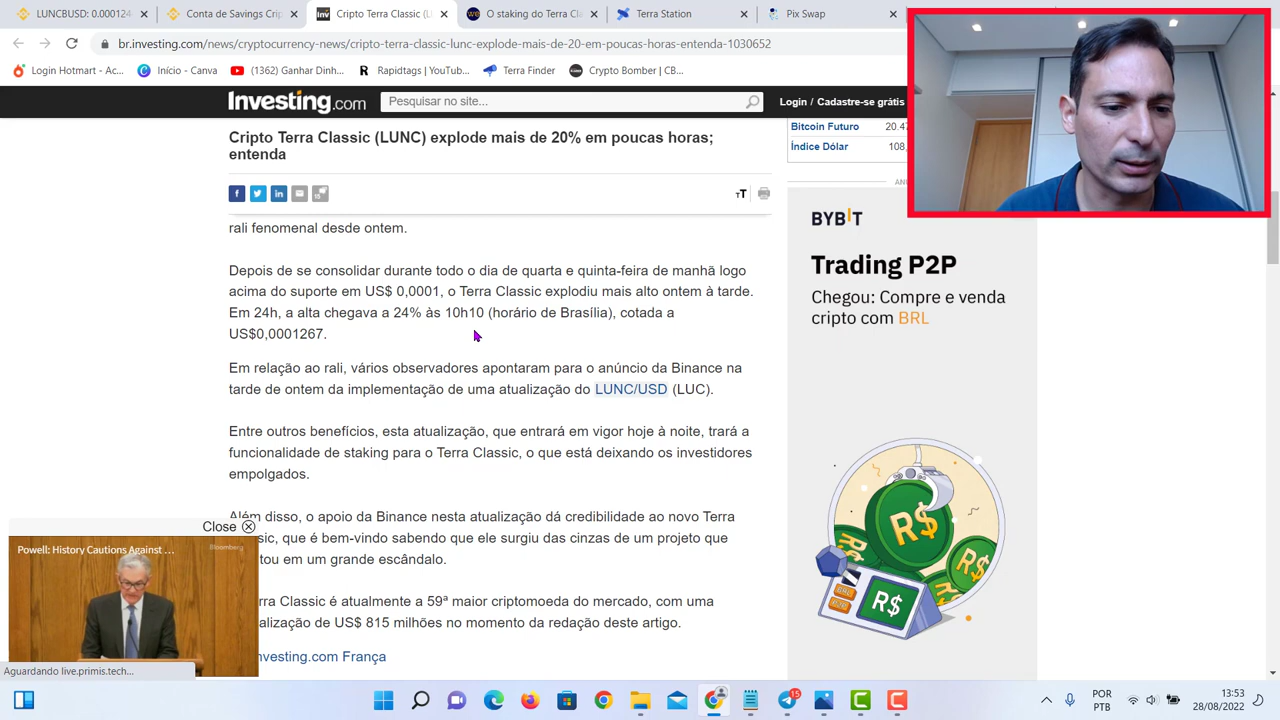 LUNCBUSD: 0.000124
Conta de Savings Cripto
Cripto Terra Classic (L
O staking do Terra C
Terra Station
Pix Swap
br.investing.com/news/cryptocurrency-news/cripto-terra-classic-lunc-explode-mais-de-20-em-poucas-horas-entenda-1030652
Login Hotmart - Ac...
Início - Canva
(1362) Ganhar Dinh...
Rapidtags | YouTub...
Terra Finder
Crypto Bomber | CB...
Investing.com
Pesquisar no site...
Login / Cadastre-se grátis
Cripto Terra Classic (LUNC) explode mais de 20% em poucas horas;
entenda
Bitcoin Futuro 20.47
Índice Dólar 108,
rali fenomenal desde ontem.
Depois de se consolidar durante todo o dia de quarta e quinta-feira de manhã logo
acima do suporte em US$ 0,0001, o Terra Classic explodiu mais alto ontem à tarde.
Em 24h, a alta chegava a 24% às 10h10 (horário de Brasília), cotada a
US$0,0001267.
Em relação ao rali, vários observadores apontaram para o anúncio da Binance na
tarde de ontem da implementação de uma atualização do LUNC/USD (LUC).
Entre outros benefícios, esta atualização, que entrará em vigor hoje à noite, trará a
funcionalidade de staking para o Terra Classic, o que está deixando os investidores
empolgados.
Além disso, o apoio da Binance nesta atualização dá credibilidade ao novo Terra
sic, que é bem-vindo sabendo que ele surgiu das cinzas de um projeto que
ou em um grande escândalo.
rra Classic é atualmente a 59ª maior criptomoeda do mercado, com uma
alização de US$ 815 milhões no momento da redação deste artigo.
nvesting.com França
BYBIT
Trading P2P
Chegou: Compre e venda
cripto com BRL
R$
R$
R$
Close
Powell: History Cautions Against ...
Bloomberg
Aguardando live.primis.tech...
15
POR
PTB
13:53
28/08/2022